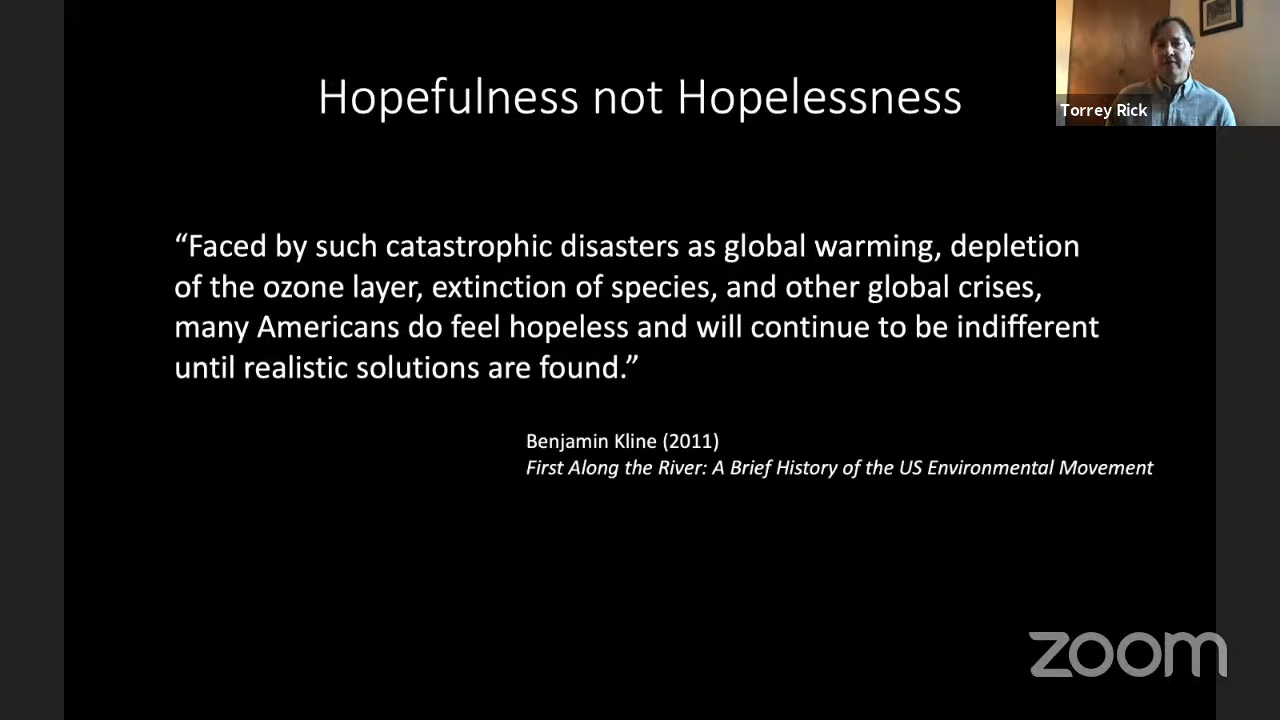 Hopefulness not Hopelessness
Torrey Rick
“Faced by such catastrophic disasters as global warming, depletion
of the ozone layer, extinction of species, and other global crises,
many Americans do feel hopeless and will continue to be indifferent
until realistic solutions are found.”
Benjamin Kline (2011)
First Along the River: A Brief History of the US Environmental Movement
zoom